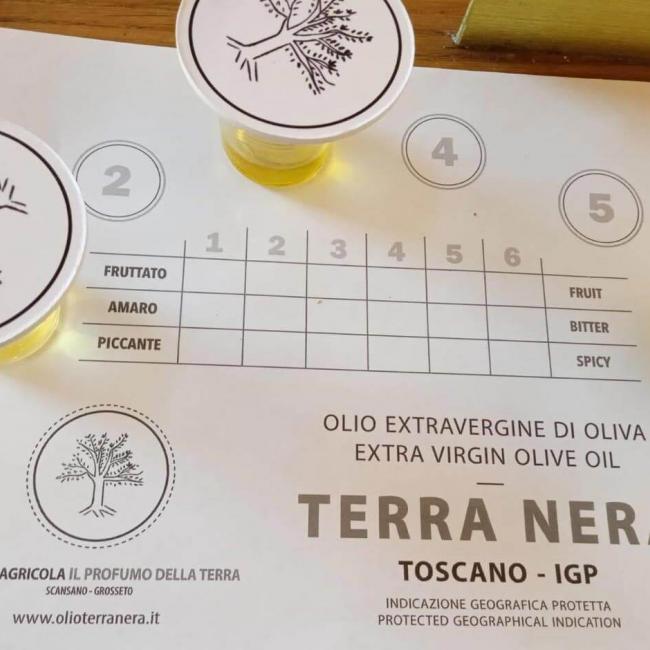 2
4
5
1 2 3 4 5 6
FRUTTATO FRUIT
AMARO BITTER
PICCANTE SPICY
OLIO EXTRAVERGINE DI OLIVA
EXTRA VIRGIN OLIVE OIL
TERRA NERA
TOSCANO - IGP
INDICAZIONE GEOGRAFICA PROTETTA
PROTECTED GEOGRAPHICAL INDICATION
AGRICOLA IL PROFUMO DELLA TERRA
SCANSANO - GROSSETO
www.olioterranera.it